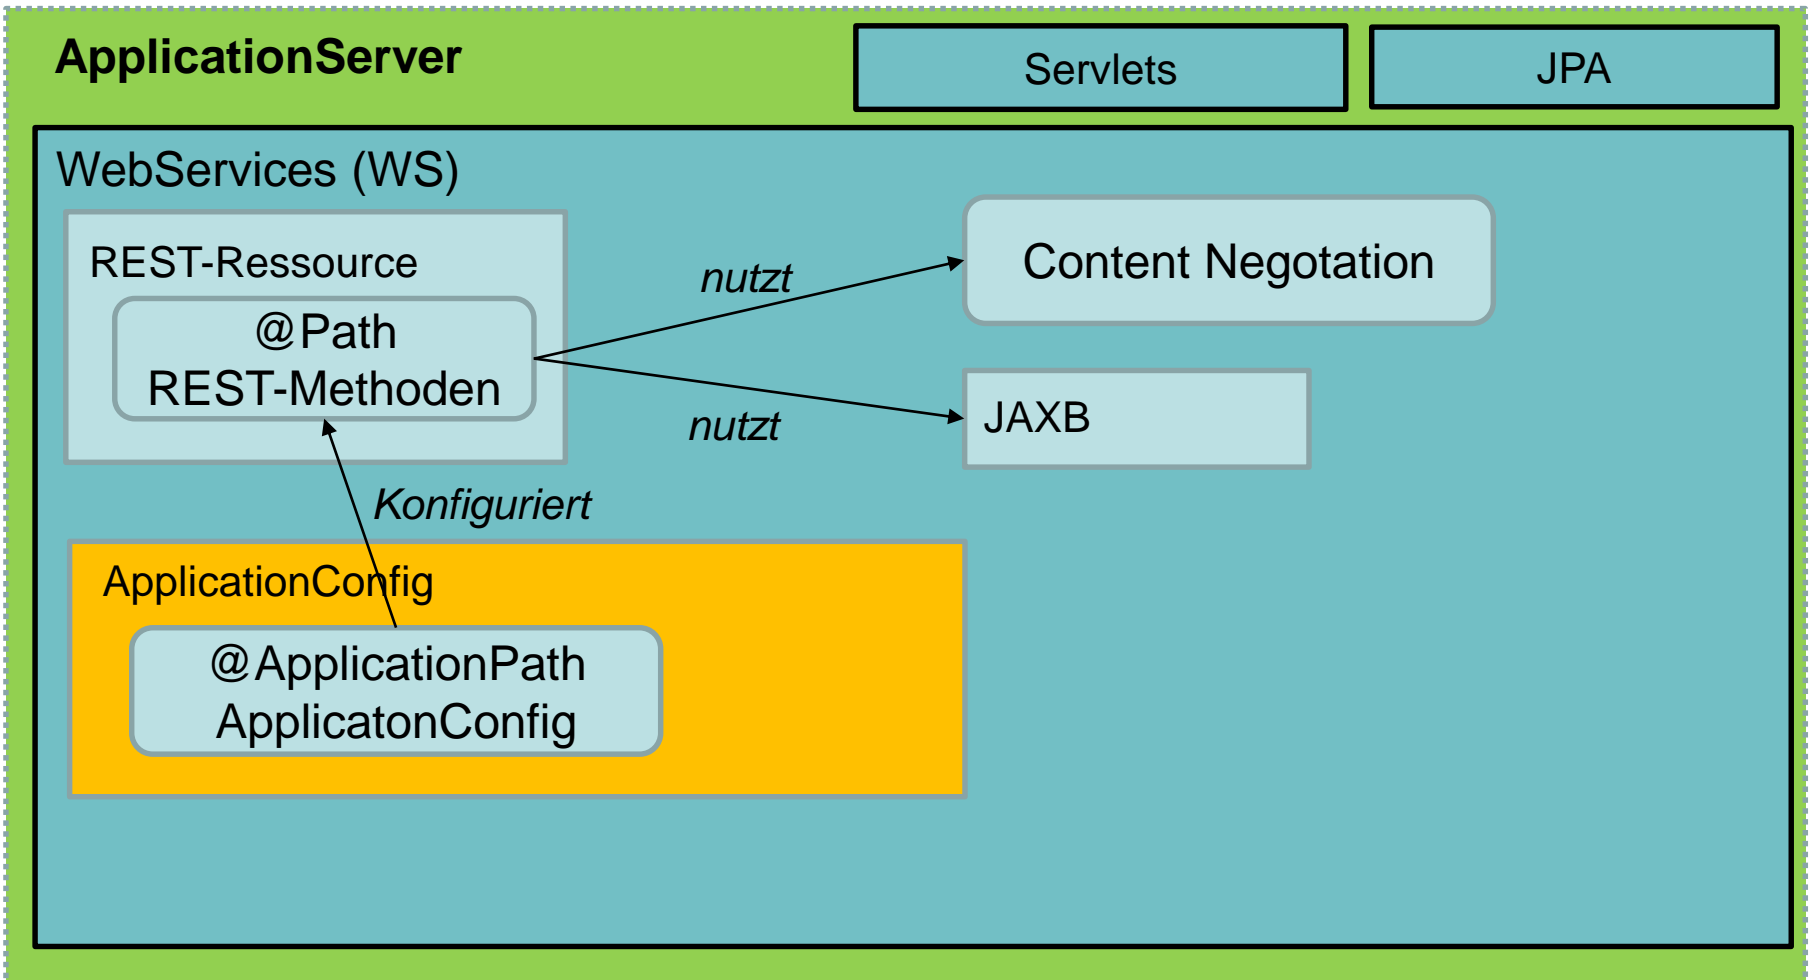 ApplicationServer
Servlets
JPA
WebServices (WS)
REST-Ressource
@Path
REST-Methoden
nutzt
Content Negotation
nutzt
JAXB
Konfiguriert
ApplicationConfig
@ApplicationPath
ApplicatonConfig